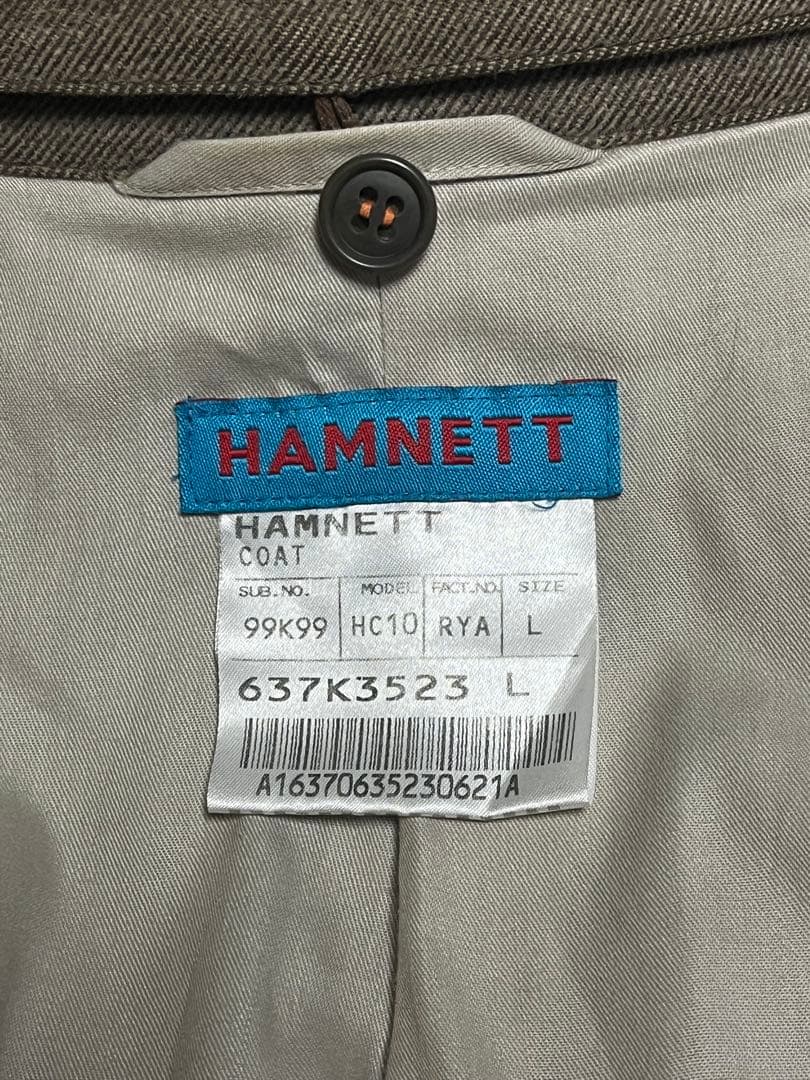 HAMNETT
HAMNETT
COAT
SUB.NO. MODEL FACT.NO. SIZE
99K99 HC10 RYA L
637K3523 L
A16370635230621A